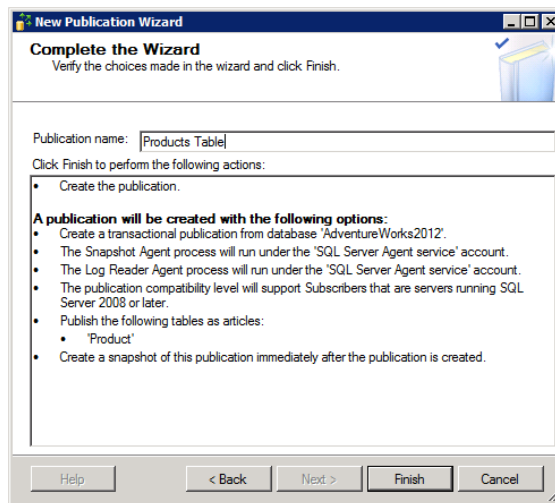 New Publication Wizard
Complete the Wizard
Verify the choices made in the wizard and click Finish.
Publication name: Products Table
Click Finish to perform the following actions:
• Create the publication.
A publication will be created with the following options:
• Create a transactional publication from database 'AdventureWorks2012'.
• The Snapshot Agent process will run under the 'SQL Server Agent service' account.
• The Log Reader Agent process will run under the 'SQL Server Agent service' account.
• The publication compatibility level will support Subscribers that are servers running SQL
Server 2008 or later.
• Publish the following tables as articles:
• 'Product'
• Create a snapshot of this publication immediately after the publication is created.
Help < Back Next > Finish Cancel